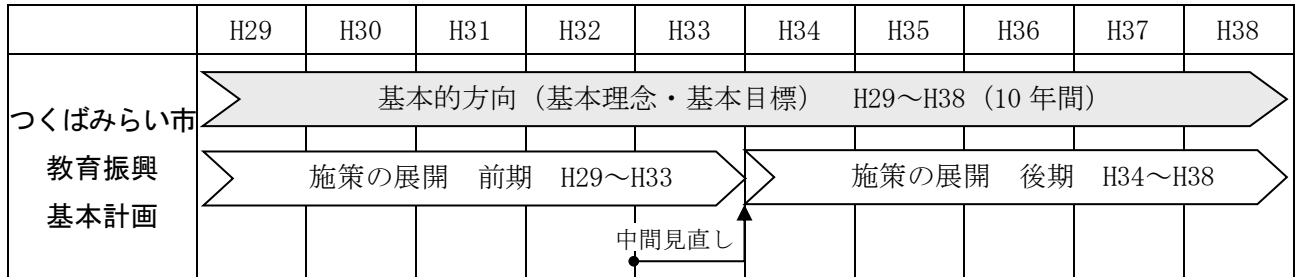 H29 H30 H31 H32 H33 H34 H35 H36 H37 H38
つくばみらい市
教育振興
基本計画
基本的方向（基本理念・基本目標）　H29～H38（10年間）
施策の展開　前期　H29～H33
施策の展開　後期　H34～H38
中間見直し